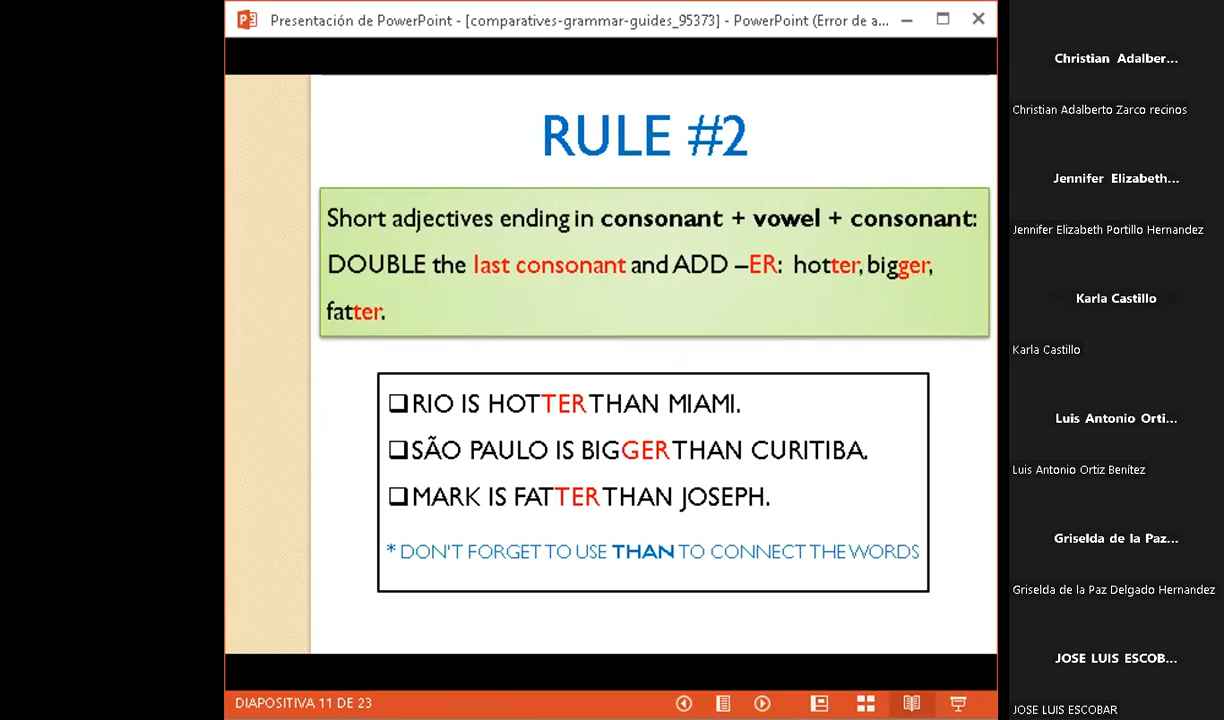 Presentación de PowerPoint - [comparatives-grammar-guides_95373] - PowerPoint (Error de a...
RULE #2
Short adjectives ending in consonant + vowel + consonant:
DOUBLE the last consonant and ADD –ER: hotter, bigger,
fatter.
❑RIO IS HOTTER THAN MIAMI.
❑SÃO PAULO IS BIGGER THAN CURITIBA.
❑MARK IS FATTER THAN JOSEPH.
* DON'T FORGET TO USE THAN TO CONNECT THE WORDS
DIAPOSITIVA 11 DE 23
Christian Adalber...
Christian Adalberto Zarco recinos
Jennifer Elizabeth...
Jennifer Elizabeth Portillo Hernandez
Karla Castillo
Karla Castillo
Luis Antonio Orti...
Luis Antonio Ortiz Benítez
Griselda de la Paz...
Griselda de la Paz Delgado Hernandez
JOSE LUIS ESCOB...
JOSE LUIS ESCOBAR